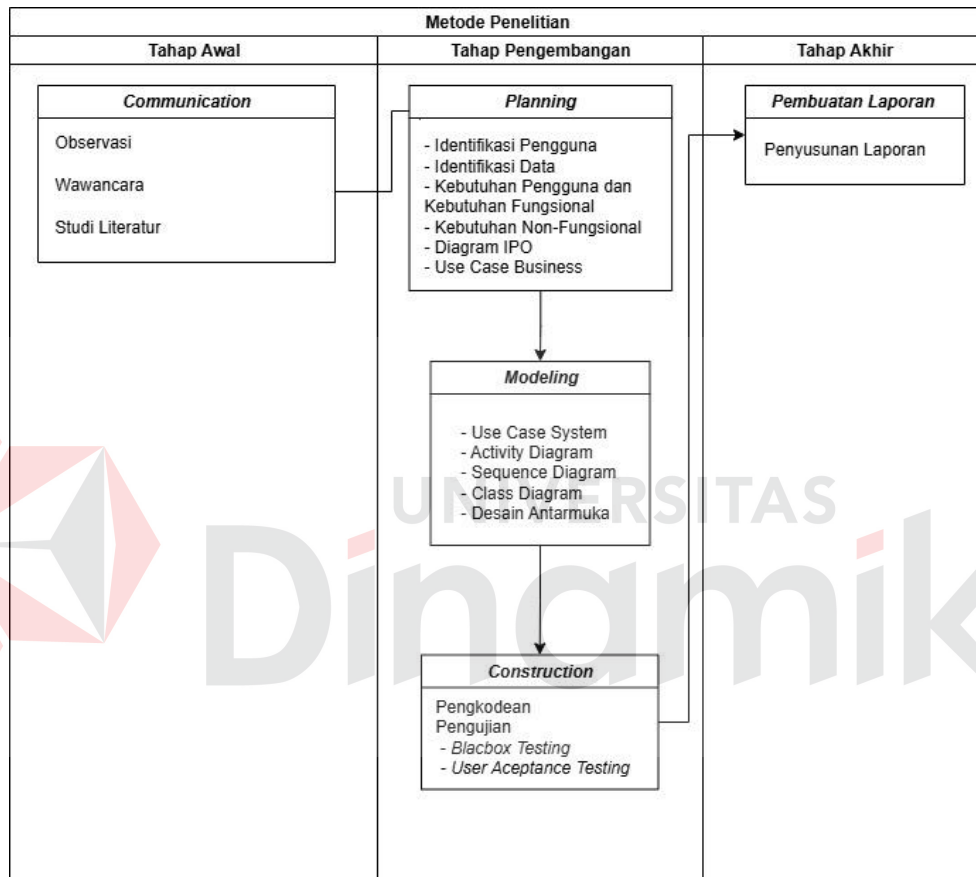 Metode Penelitian
Tahap Awal
Tahap Pengembangan
Tahap Akhir
Communication
Observasi
Wawancara
Studi Literatur
Planning
- Identifikasi Pengguna
- Identifikasi Data
- Kebutuhan Pengguna dan
Kebutuhan Fungsional
- Kebutuhan Non-Fungsional
- Diagram IPO
- Use Case Business
Modeling
- Use Case System
- Activity Diagram
- Sequence Diagram
- Class Diagram
- Desain Antarmuka
Construction
Pengkodean
Pengujian
- Blacbox Testing
- User Aceptance Testing
Pembuatan Laporan
Penyusunan Laporan
UNIVERSITAS
Dinamik